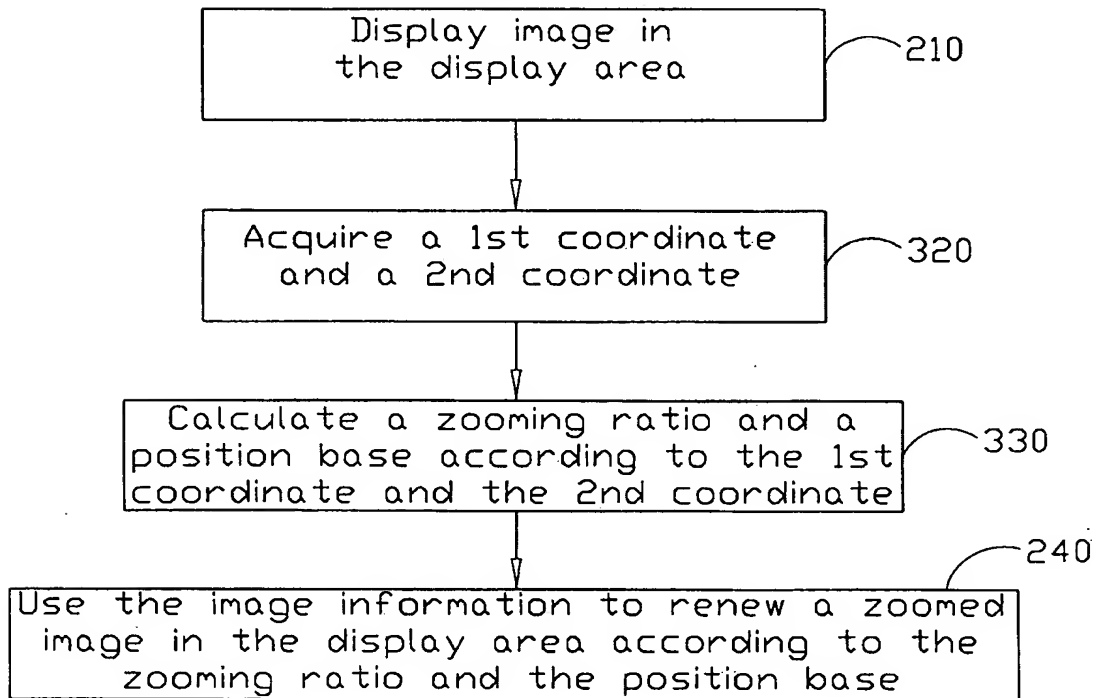 Display image in
the display area
210
Acquire a 1st coordinate
and a 2nd coordinate
320
Calculate a zooming ratio and a
position base according to the 1st
coordinate and the 2nd coordinate
330
240
Use the image information to renew a zoomed
image in the display area according to the
zooming ratio and the position base